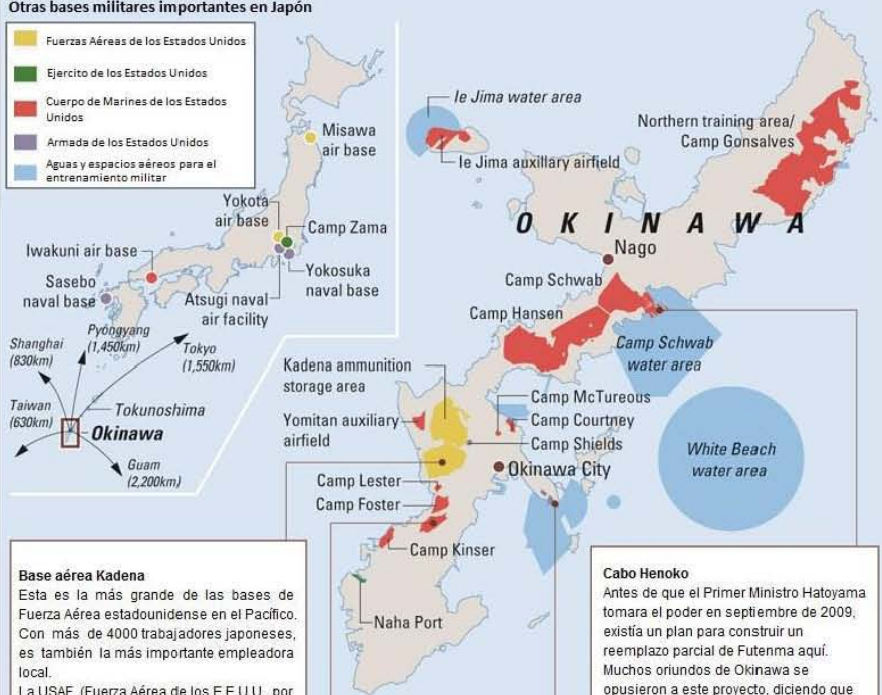 Otras bases militares importantes en Japón
Fuerzas Aéreas de los Estados Unidos
Ejercito de los Estados Unidos
Cuerpo de Marines de los Estados
Unidos
Armada de los Estados Unidos
Aguas y espacios aéreos para el
entrenamiento militar
Misawa
air base
Yokota
air base
Camp Zama
Iwakuni air base
Sasebo
naval base
Atsugi naval
air facility
Yokosuka
naval base
Shanghai
(830km)
Pyongyang
(1,450km)
Tokyo
(1,550km)
Taiwan
(630km)
Tokunoshima
Okinawa
Guam
(2,200km)
Ie Jima water area
Ie Jima auxillary airfield
Northern training area/
Camp Gonsalves
OKINAWA
Nago
Camp Schwab
Camp Hansen
Camp Schwab
water area
Kadena ammunition
storage area
Yomitan auxiliary
airfield
Camp McTureous
Camp Courtney
Camp Shields
Okinawa City
White Beach
water area
Camp Lester
Camp Foster
Camp Kinser
Naha Port
Base aérea Kadena
Esta es la más grande de las bases de
Fuerza Aérea estadounidense en el Pacífico.
Con más de 4000 trabajadores japoneses,
es también la más importante empleadora
local.
La USAF (Fuerza Aérea de los E.E.U.U. por
Cabo Henoko
Antes de que el Primer Ministro Hatoyama
tomara el poder en septiembre de 2009,
existía un plan para construir un
reemplazo parcial de Futenma aquí.
Muchos oriundos de Okinawa se
opusieron a este proyecto, diciendo que